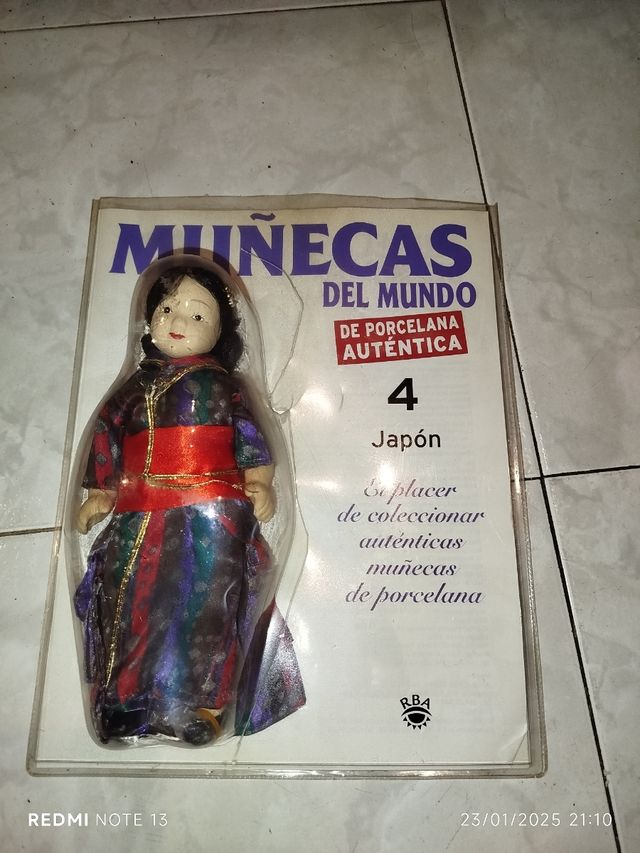 MUÑECAS
DEL MUNDO
DE PORCELANA
AUTÉNTICA
4
Japón
El placer
de coleccionar
auténticas
muñecas
de porcelana
RBA
REDMI NOTE 13
23/01/2025 21:10